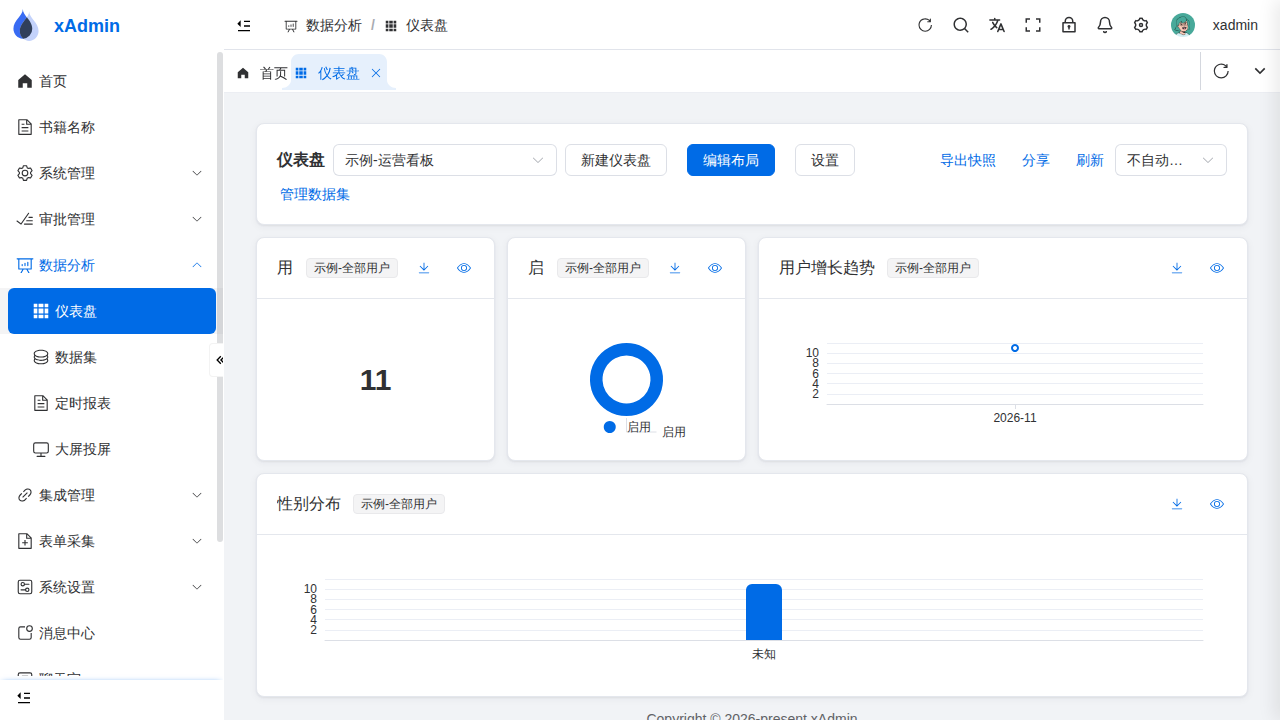 xAdmin
数据分析 / 仪表盘
xadmin
首页
仪表盘
首页
书籍名称
系统管理
审批管理
数据分析
仪表盘
数据集
定时报表
大屏投屏
集成管理
表单采集
系统设置
消息中心
仪表盘 示例-运营看板 新建仪表盘 编辑布局 设置 导出快照 分享 刷新 不自动…
管理数据集
用 示例-全部用户
11
启 示例-全部用户
启用
启用
用户增长趋势 示例-全部用户
10
8
6
4
2
2026-11
性别分布 示例-全部用户
10
8
6
4
2
未知
Copyright © 2026-present xAdmin